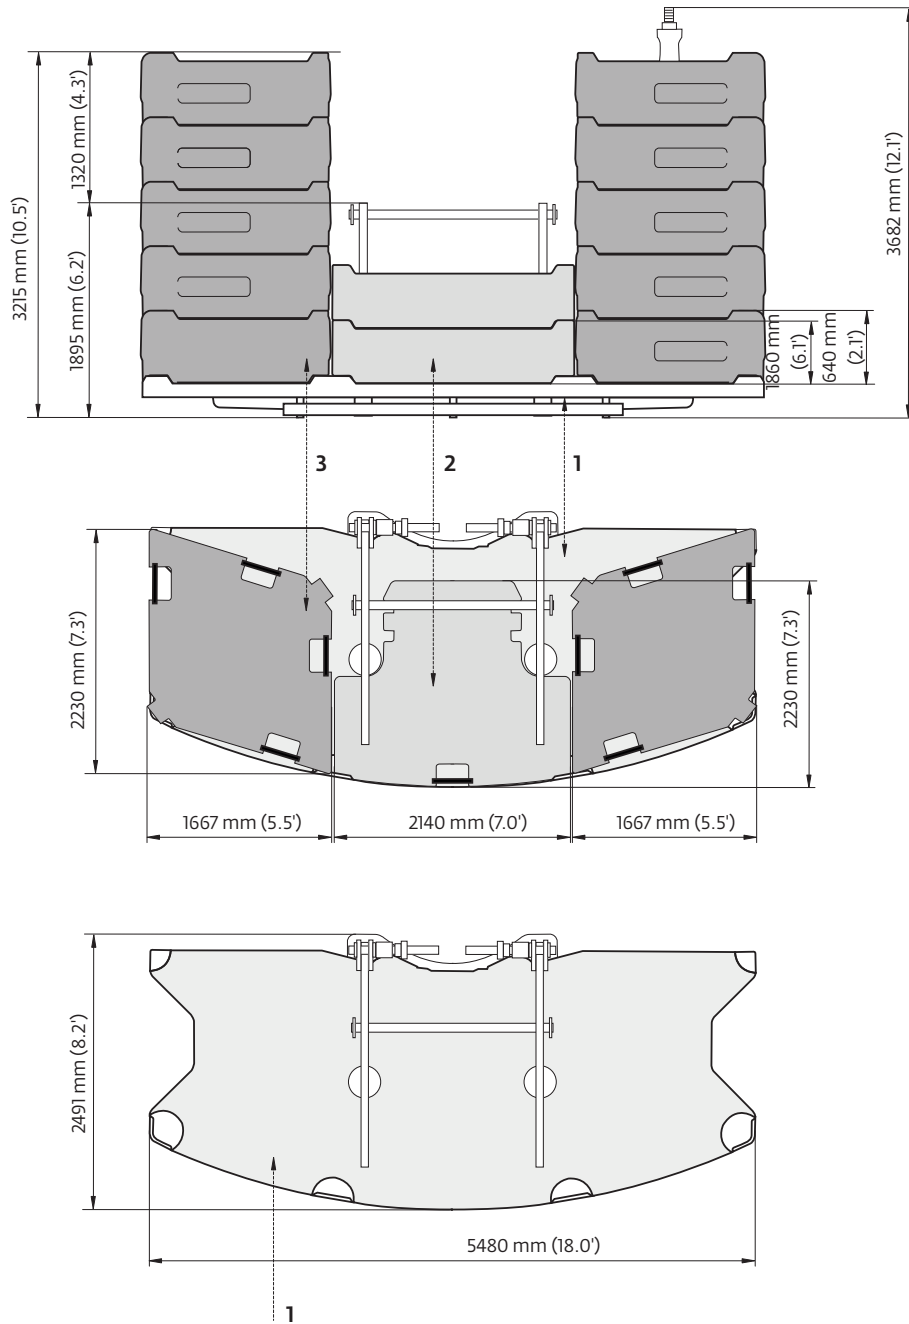 1320 mm (4.3')
3215 mm (10.5')
1895 mm (6.2')
3682 mm (12.1')
1860 mm
(6.1')
640 mm
(2.1')
3
2
1
2230 mm (7.3')
2230 mm (7.3')
1667 mm (5.5')
2140 mm (7.0')
1667 mm (5.5')
2491 mm (8.2')
5480 mm (18.0')
1